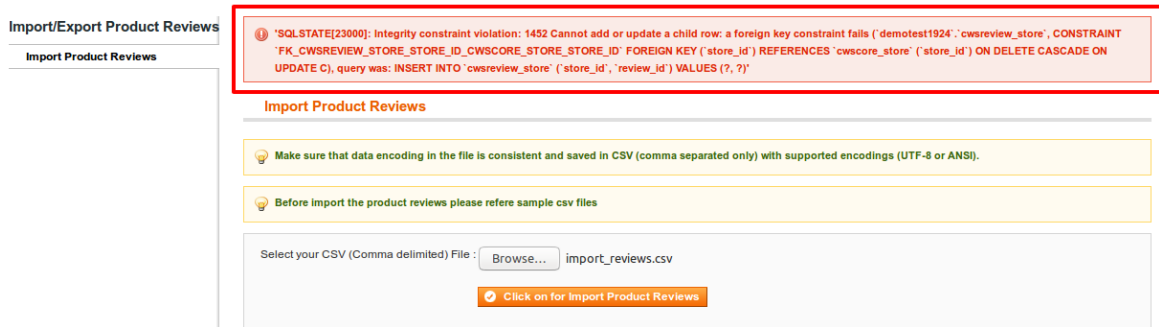 Import/Export Product Reviews
Import Product Reviews
'SQLSTATE[23000]: Integrity constraint violation: 1452 Cannot add or update a child row: a foreign key constraint fails (`demotest1924`.`cwsreview_store`, CONSTRAINT
`FK_CWSREVIEW_STORE_STORE_ID_CWSCORE_STORE_STORE_ID` FOREIGN KEY (`store_id`) REFERENCES `cwscore_store` (`store_id`) ON DELETE CASCADE ON
UPDATE C), query was: INSERT INTO `cwsreview_store` (`store_id`, `review_id`) VALUES (?, ?)'
Import Product Reviews
Make sure that data encoding in the file is consistent and saved in CSV (comma separated only) with supported encodings (UTF-8 or ANSI).
Before import the product reviews please refere sample csv files
Select your CSV (Comma delimited) File : Browse... import_reviews.csv
Click on for Import Product Reviews